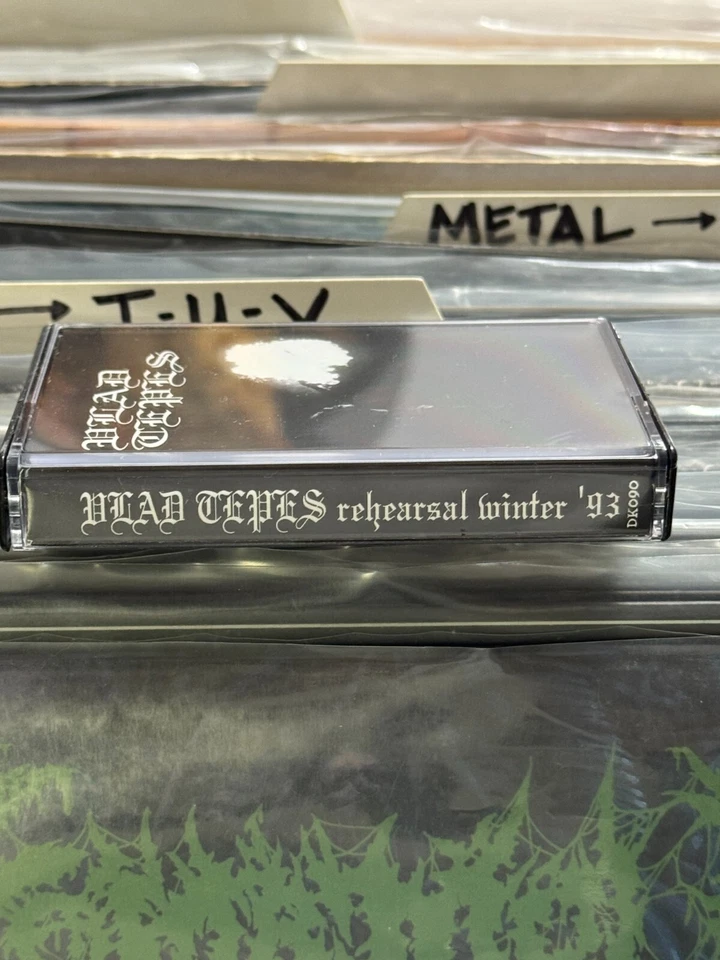 METAL →
→ T-U-V
VLAD
TEPES
VLAD TEPES rehearsal winter '93 DK090